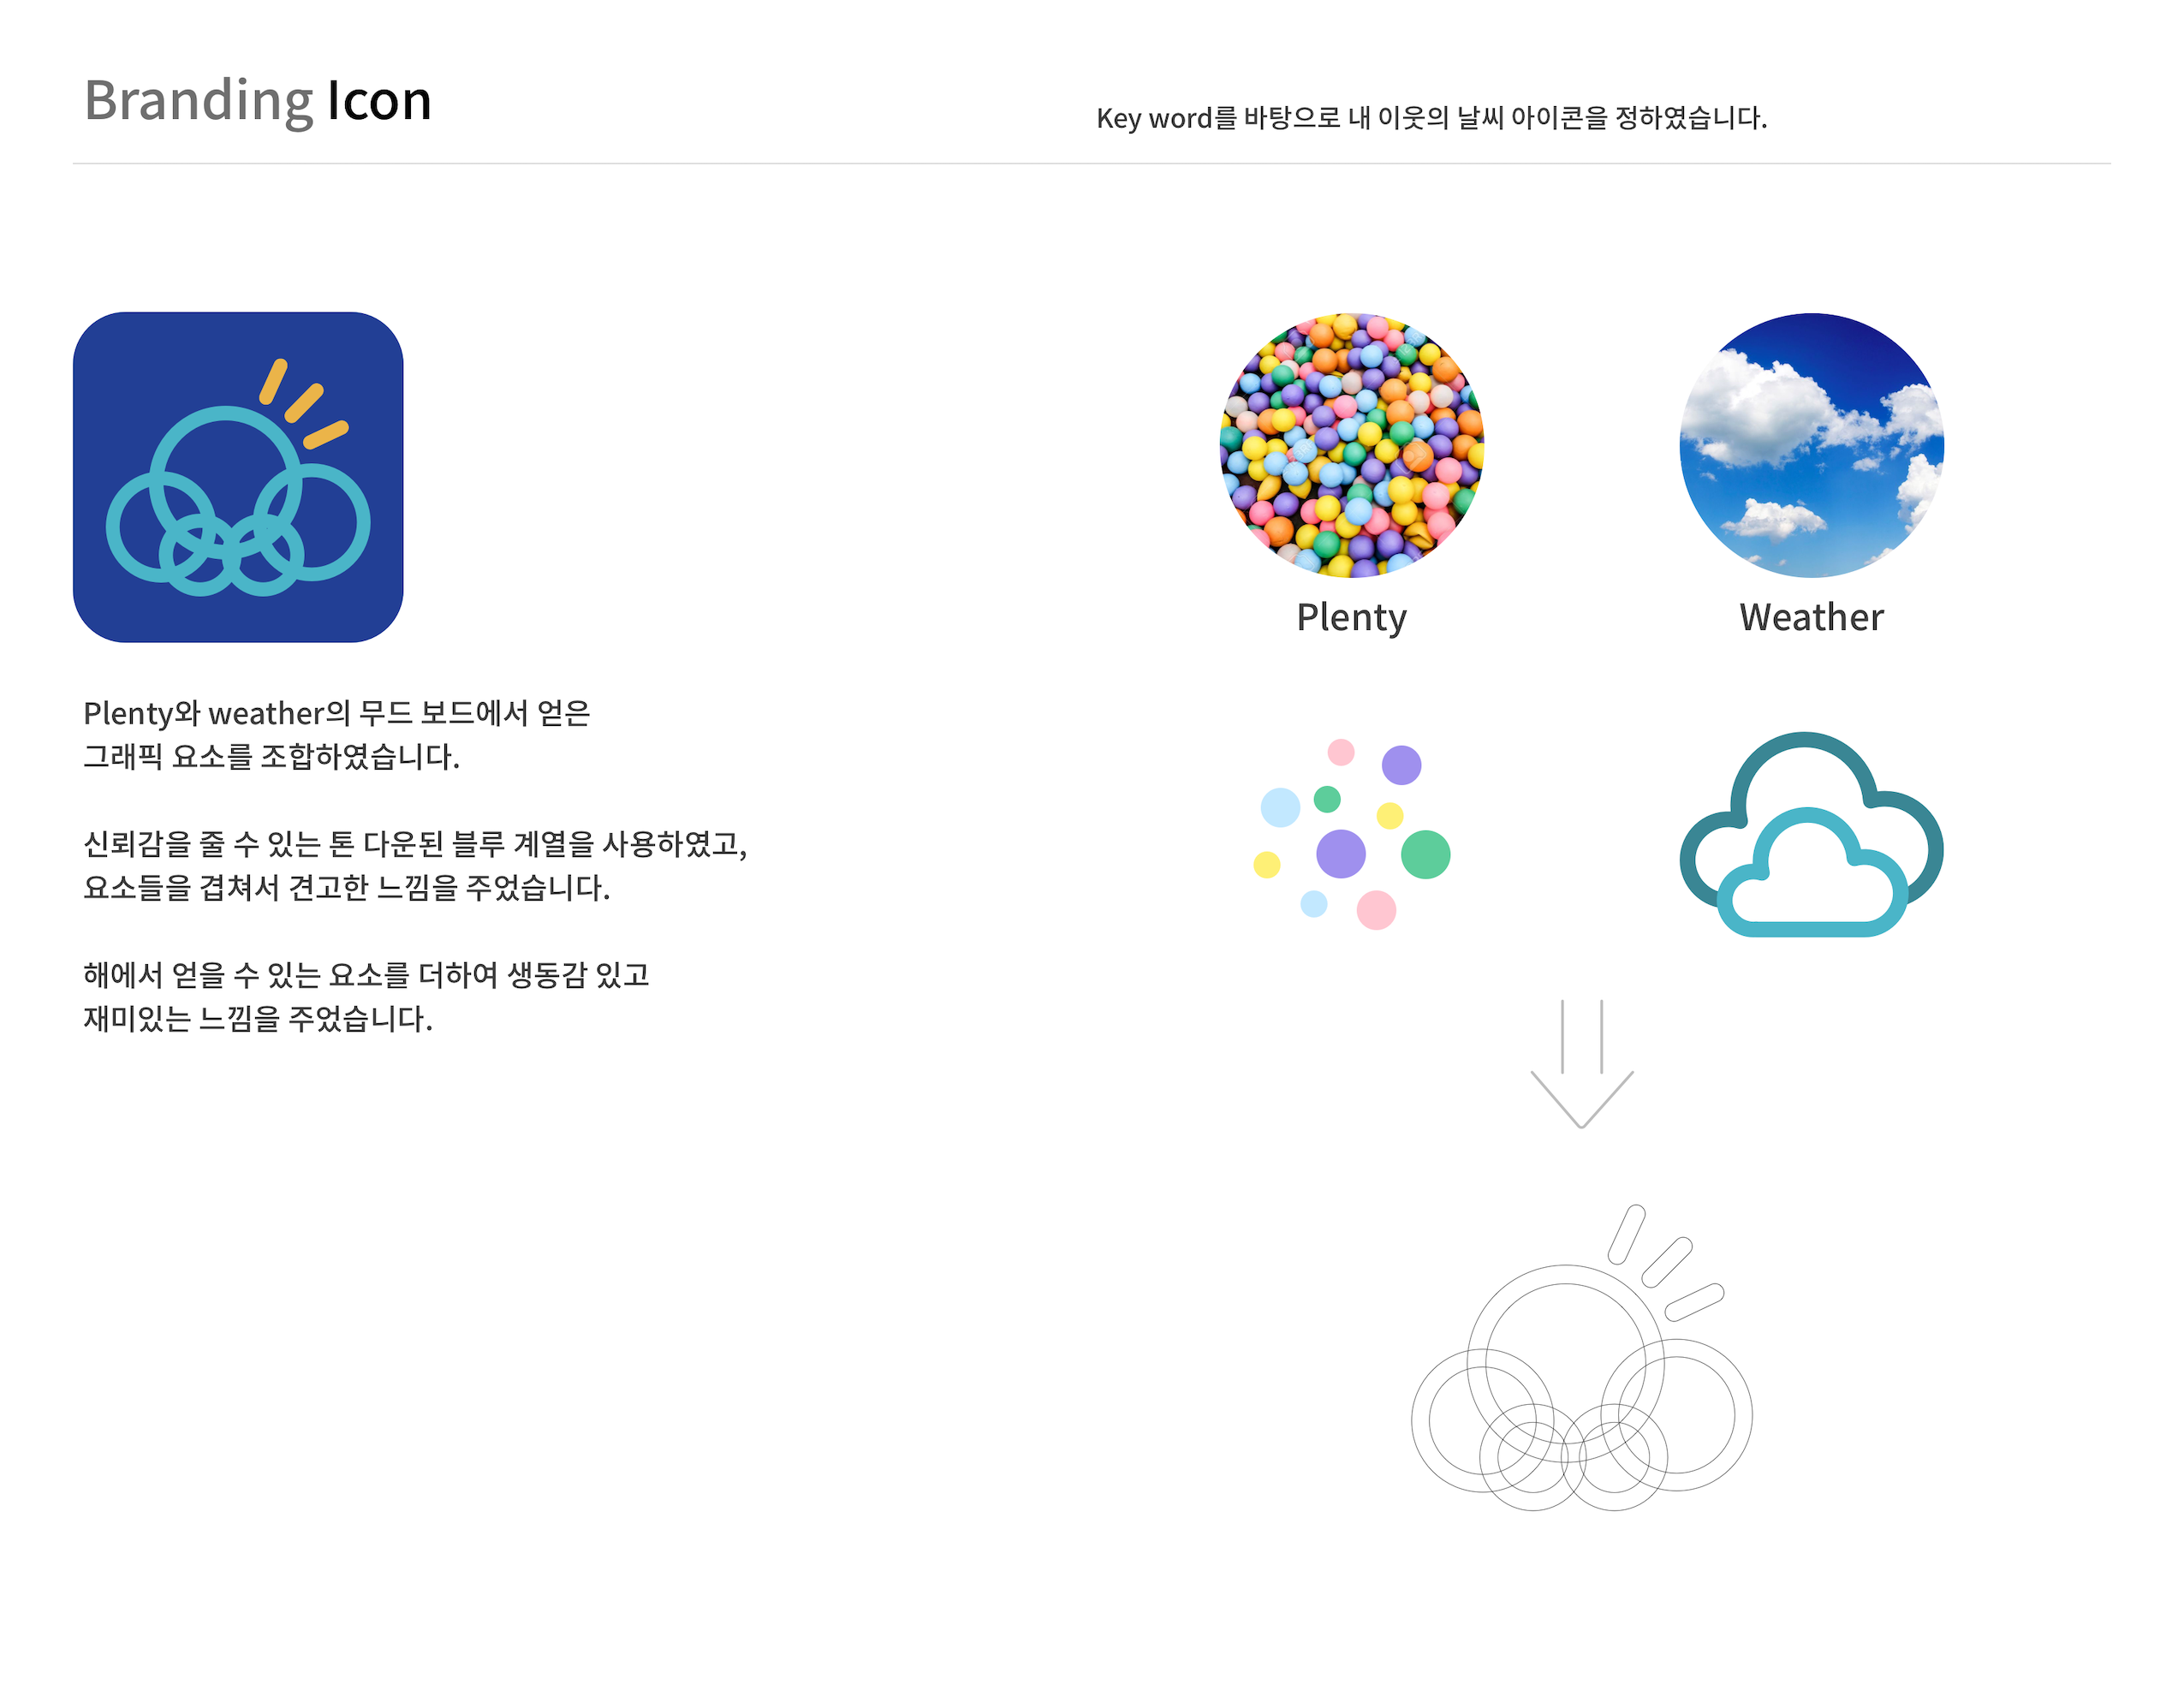 Branding Icon
Key word를 바탕으로 내 이웃의 날씨 아이콘을 정하였습니다.
Plenty
Weather
Plenty와 weather의 무드 보드에서 얻은
그래픽 요소를 조합하였습니다.
신뢰감을 줄 수 있는 톤 다운된 블루 계열을 사용하였고,
요소들을 겹쳐서 견고한 느낌을 주었습니다.
해에서 얻을 수 있는 요소를 더하여 생동감 있고
재미있는 느낌을 주었습니다.